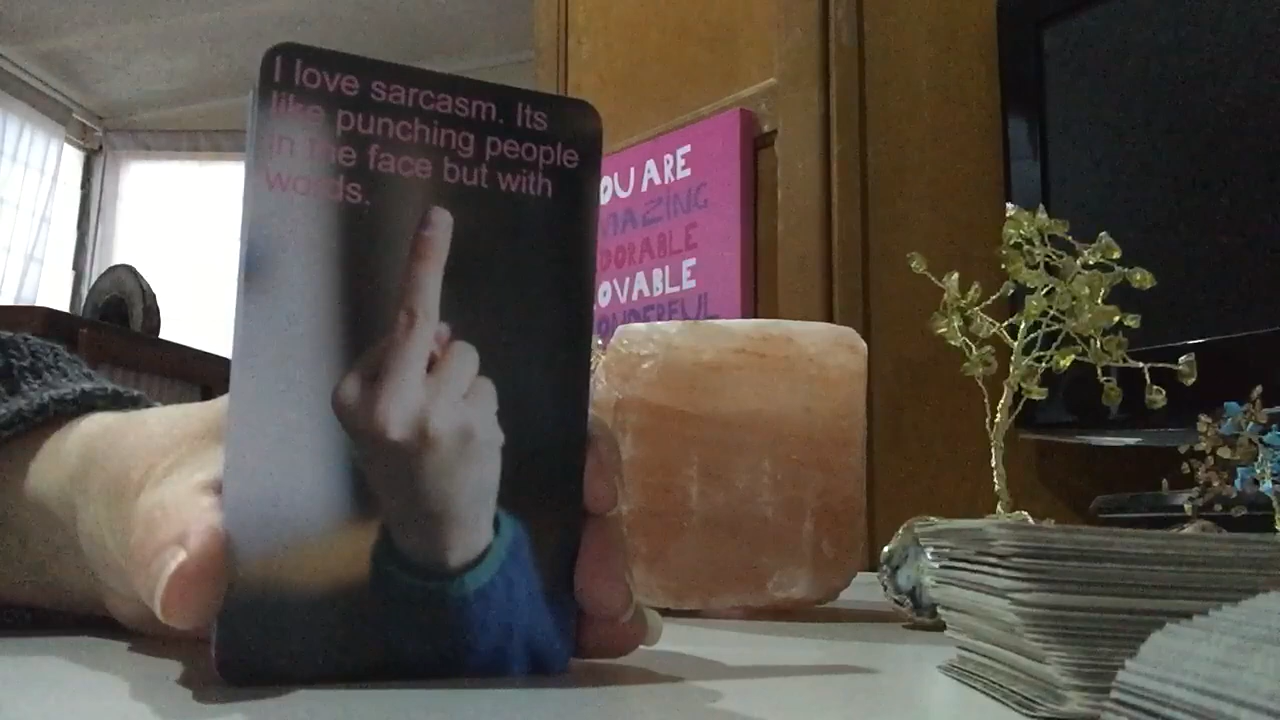 I love sarcasm. Its
like punching people
in the face but with
words.
OU ARE
MAZING
DORABLE
OVABLE
ONDERFUL